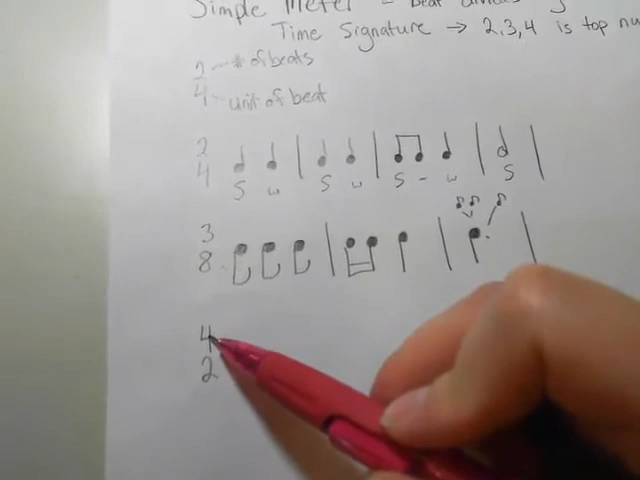 Simple Meter -
Time Signature → 2,3,4 is top
2 - # of beats
4 - unit of beat
2
4
S w S w S - w S
3
8
4
2